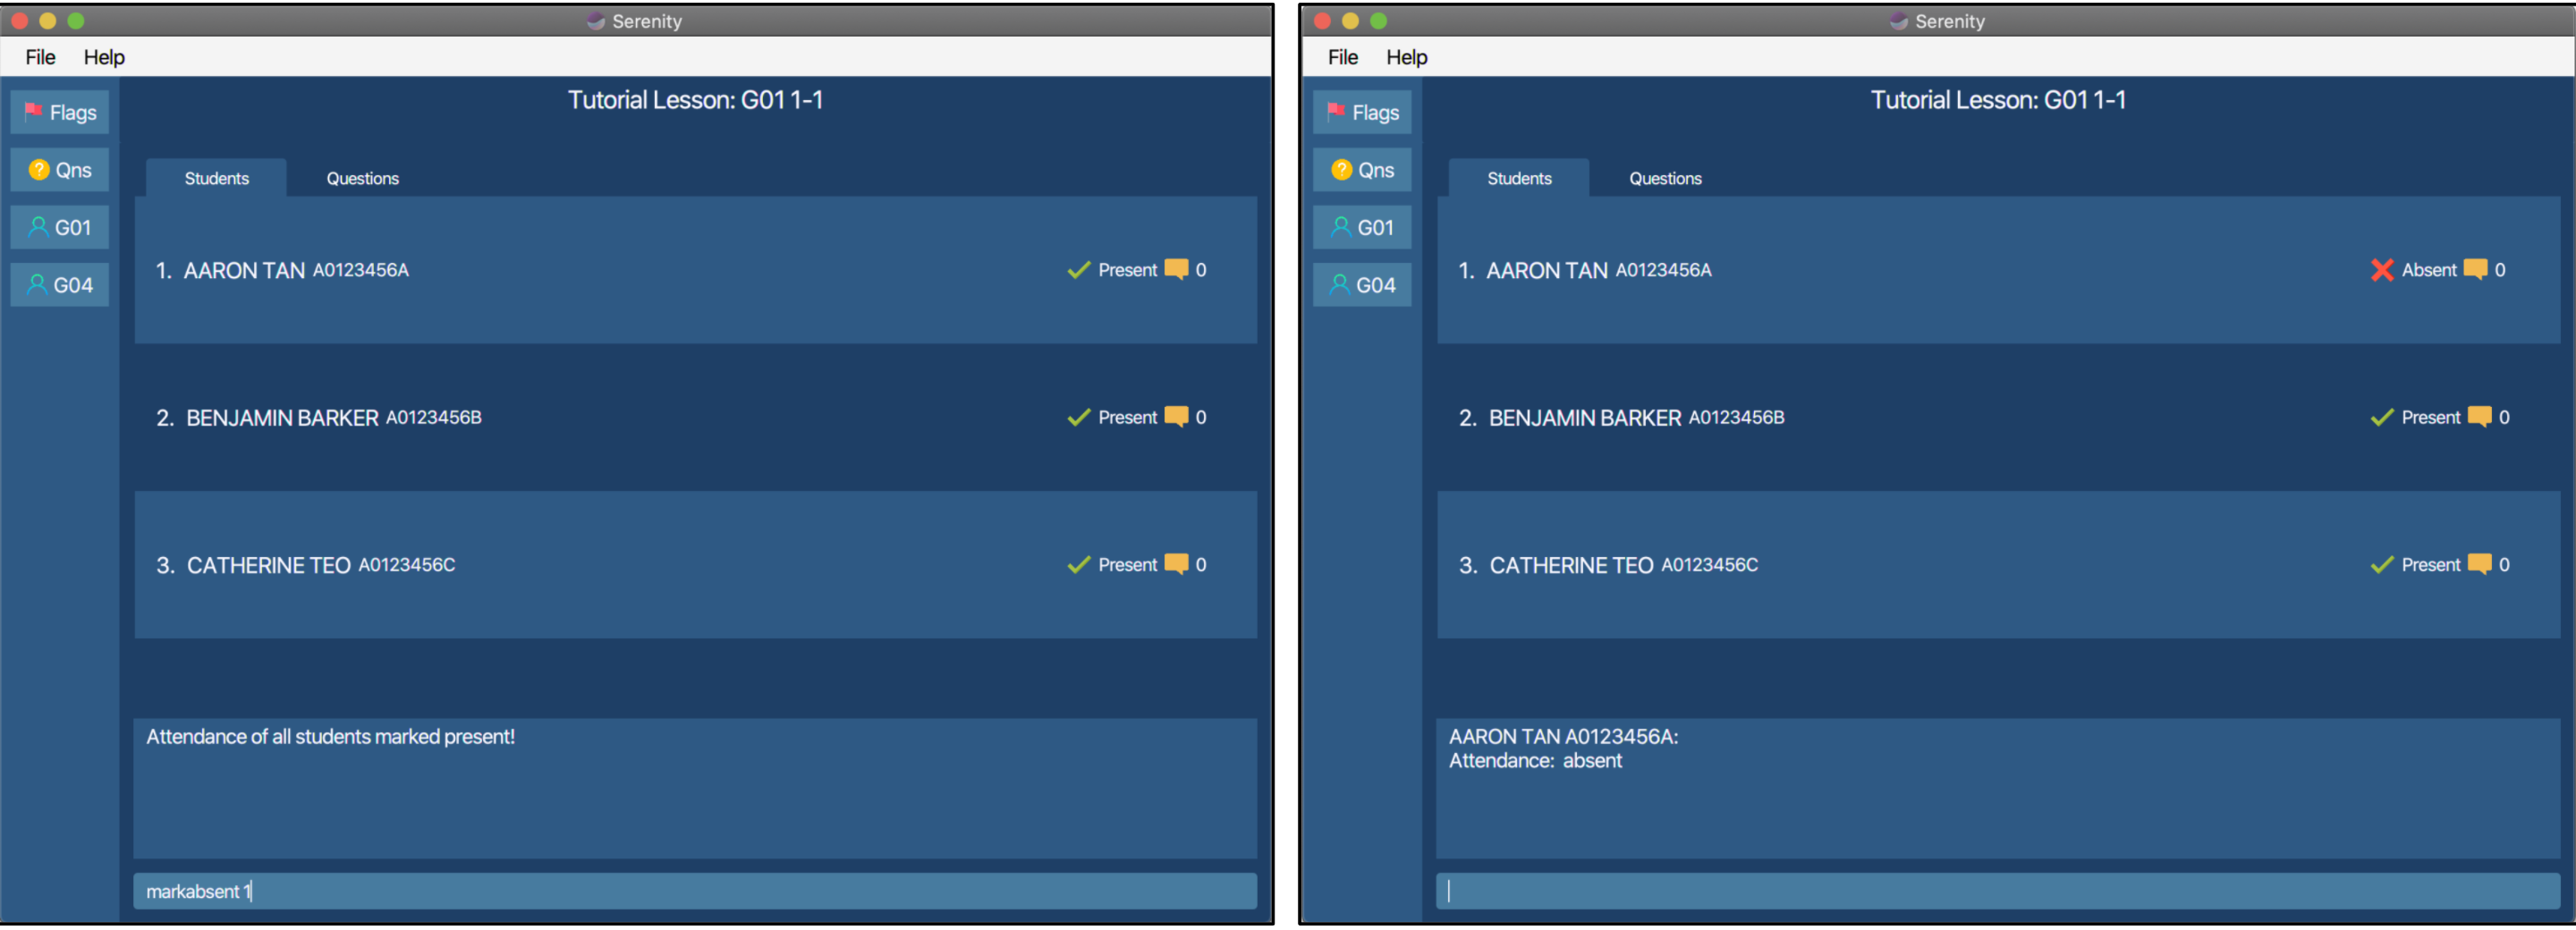 Serenity
File Help
Flags
Qns
G01
G04
Tutorial Lesson: G01 1-1
Students Questions
1. AARON TAN A0123456A Present 0
2. BENJAMIN BARKER A0123456B Present 0
3. CATHERINE TEO A0123456C Present 0
Attendance of all students marked present!
markabsent 1
Serenity
File Help
Flags
Qns
G01
G04
Tutorial Lesson: G01 1-1
Students Questions
1. AARON TAN A0123456A Absent 0
2. BENJAMIN BARKER A0123456B Present 0
3. CATHERINE TEO A0123456C Present 0
AARON TAN A0123456A:
Attendance: absent